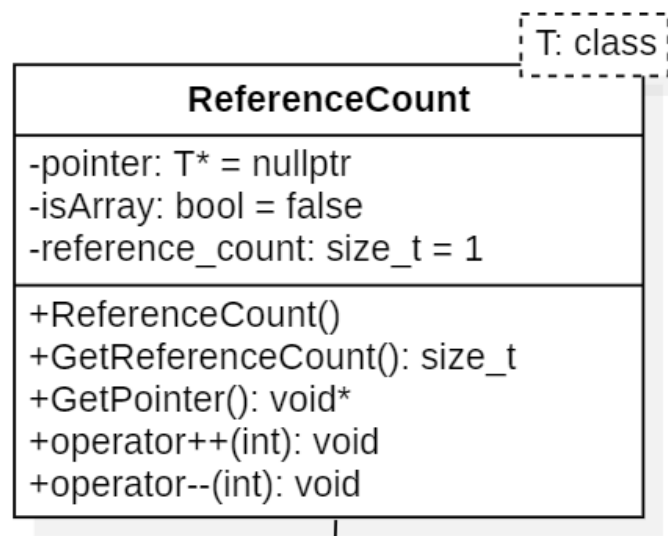 T: class
ReferenceCount
-pointer: T* = nullptr
-isArray: bool = false
-reference_count: size_t = 1
+ReferenceCount()
+GetReferenceCount(): size_t
+GetPointer(): void*
+operator++(int): void
+operator--(int): void